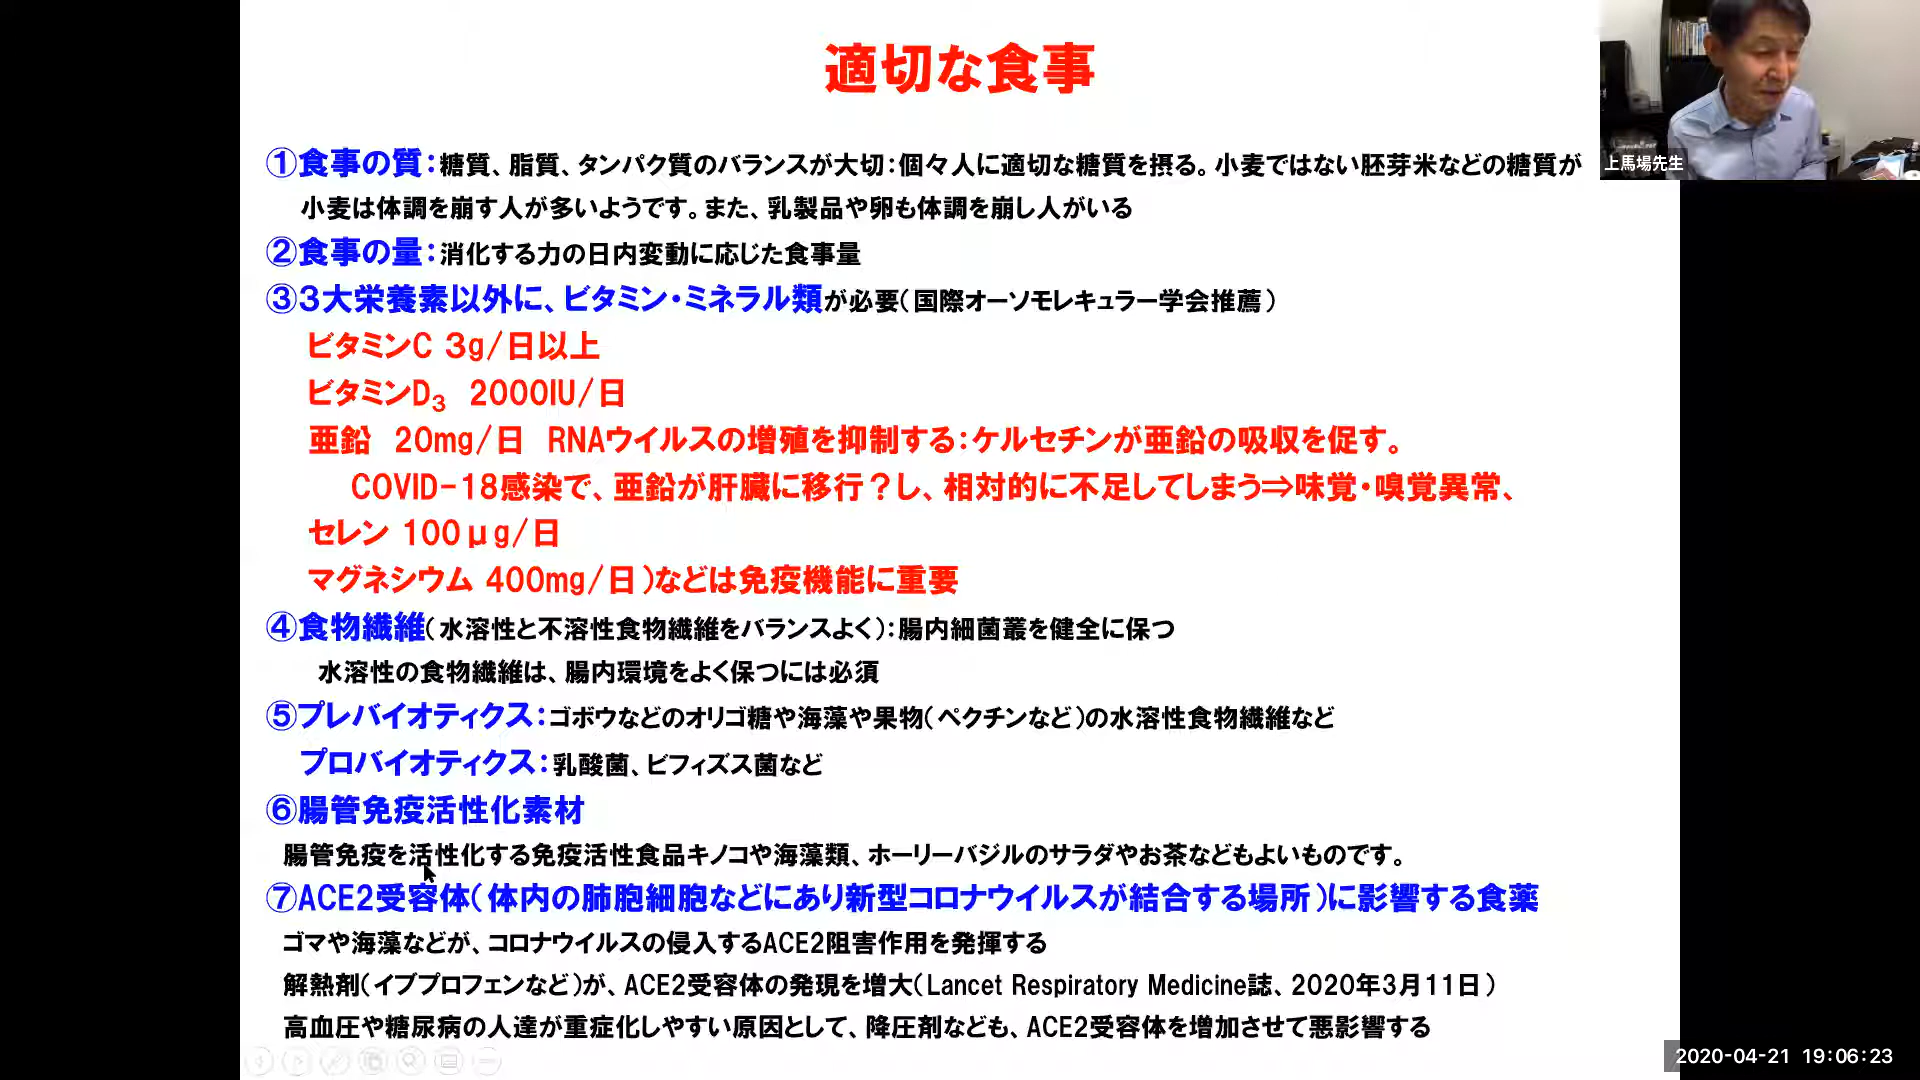 適切な食事
①食事の質：糖質、脂質、タンパク質のバランスが大切：個々人に適切な糖質を摂る。小麦ではない胚芽米などの糖質が
小麦は体調を崩す人が多いようです。また、乳製品や卵も体調を崩し人がいる
②食事の量：消化する力の日内変動に応じた食事量
③３大栄養素以外に、ビタミン・ミネラル類が必要（国際オーソモレキュラー学会推薦）
ビタミンC 3g/日以上
ビタミンD₃ 2000IU/日
亜鉛 20mg/日 RNAウイルスの増殖を抑制する：ケルセチンが亜鉛の吸収を促す。
COVID-18感染で、亜鉛が肝臓に移行？し、相対的に不足してしまう⇒味覚・嗅覚異常、
セレン 100μg/日
マグネシウム 400mg/日）などは免疫機能に重要
④食物繊維（水溶性と不溶性食物繊維をバランスよく）：腸内細菌叢を健全に保つ
水溶性の食物繊維は、腸内環境をよく保つには必須
⑤プレバイオティクス：ゴボウなどのオリゴ糖や海藻や果物（ペクチンなど）の水溶性食物繊維など
プロバイオティクス：乳酸菌、ビフィズス菌など
⑥腸管免疫活性化素材
腸管免疫を活性化する免疫活性食品キノコや海藻類、ホーリーバジルのサラダやお茶などもよいものです。
⑦ACE2受容体（体内の肺胞細胞などにあり新型コロナウイルスが結合する場所）に影響する食薬
ゴマや海藻などが、コロナウイルスの侵入するACE2阻害作用を発揮する
解熱剤（イブプロフェンなど）が、ACE2受容体の発現を増大（Lancet Respiratory Medicine誌、2020年3月11日）
高血圧や糖尿病の人達が重症化しやすい原因として、降圧剤なども、ACE2受容体を増加させて悪影響する
上馬場先生
2020-04-21 19:06:23